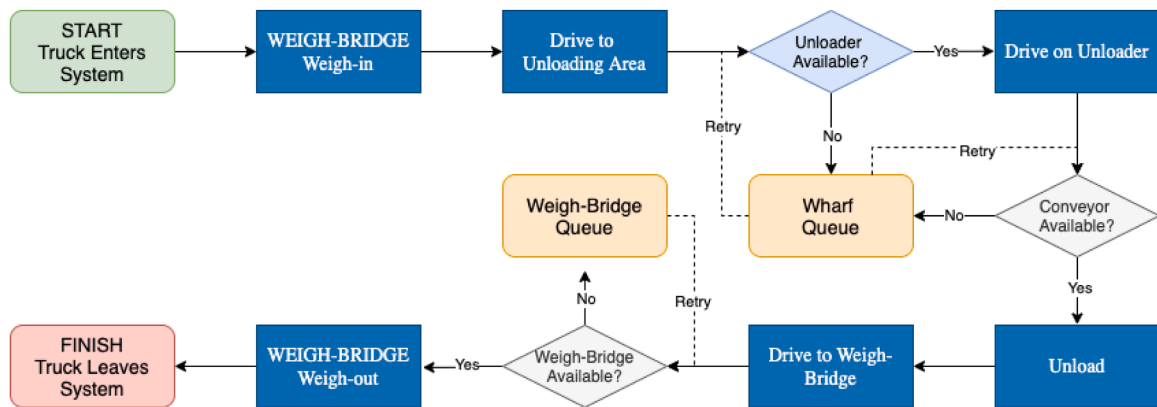 START
Truck Enters
System
WEIGH-BRIDGE
Weigh-in
Drive to
Unloading Area
Unloader
Available?
Yes
Drive on Unloader
No
Retry
Retry
Weigh-Bridge
Queue
Wharf
Queue
No
Conveyor
Available?
Yes
No
Retry
FINISH
Truck Leaves
System
WEIGH-BRIDGE
Weigh-out
Yes
Weigh-Bridge
Available?
Drive to Weigh-
Bridge
Unload